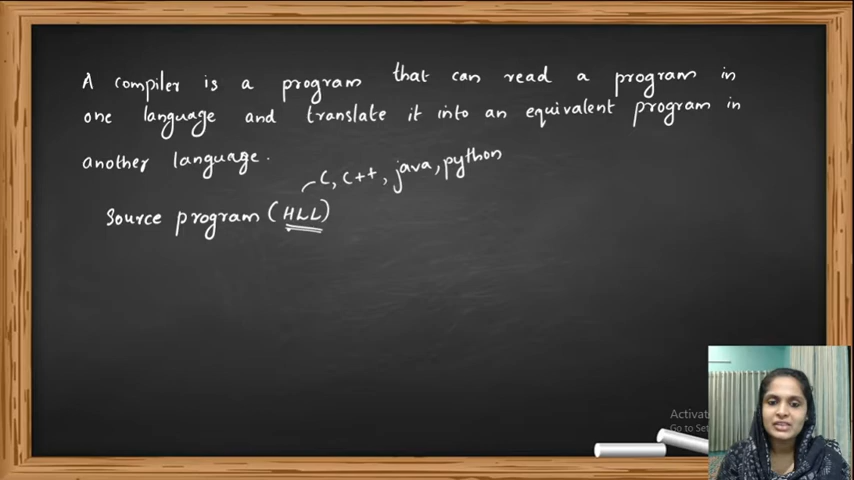 A compiler is a program that can read a program in
one language and translate it into an equivalent program in
another language.
C, C++, java, python
Source program (HLL)
Activat
Go to Set